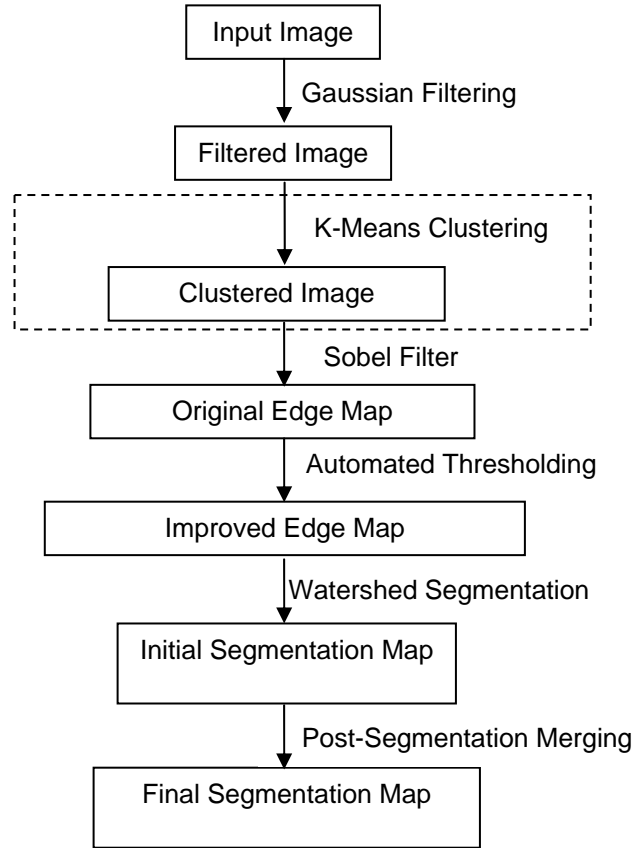 Input Image
Gaussian Filtering
Filtered Image
K-Means Clustering
Clustered Image
Sobel Filter
Original Edge Map
Automated Thresholding
Improved Edge Map
Watershed Segmentation
Initial Segmentation Map
Post-Segmentation Merging
Final Segmentation Map